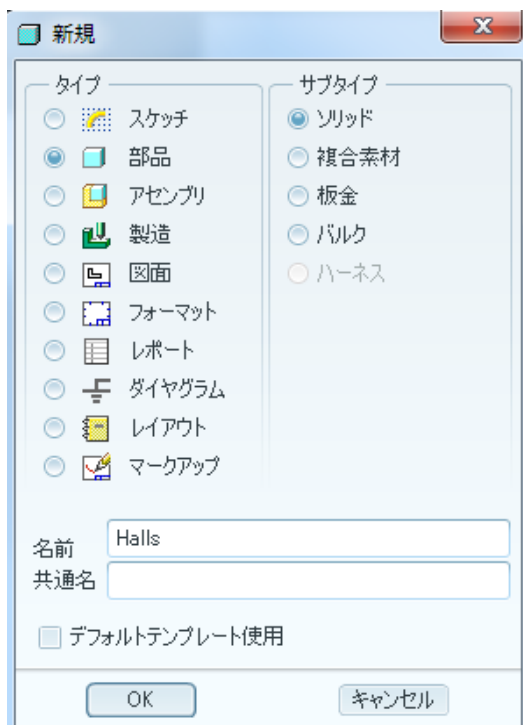 新規
タイプ
スケッチ
部品
アセンブリ
製造
図面
フォーマット
レポート
ダイヤグラム
レイアウト
マークアップ
サブタイプ
ソリッド
複合素材
板金
バルク
ハーネス
名前 Halls
共通名
デフォルトテンプレート使用
OK キャンセル